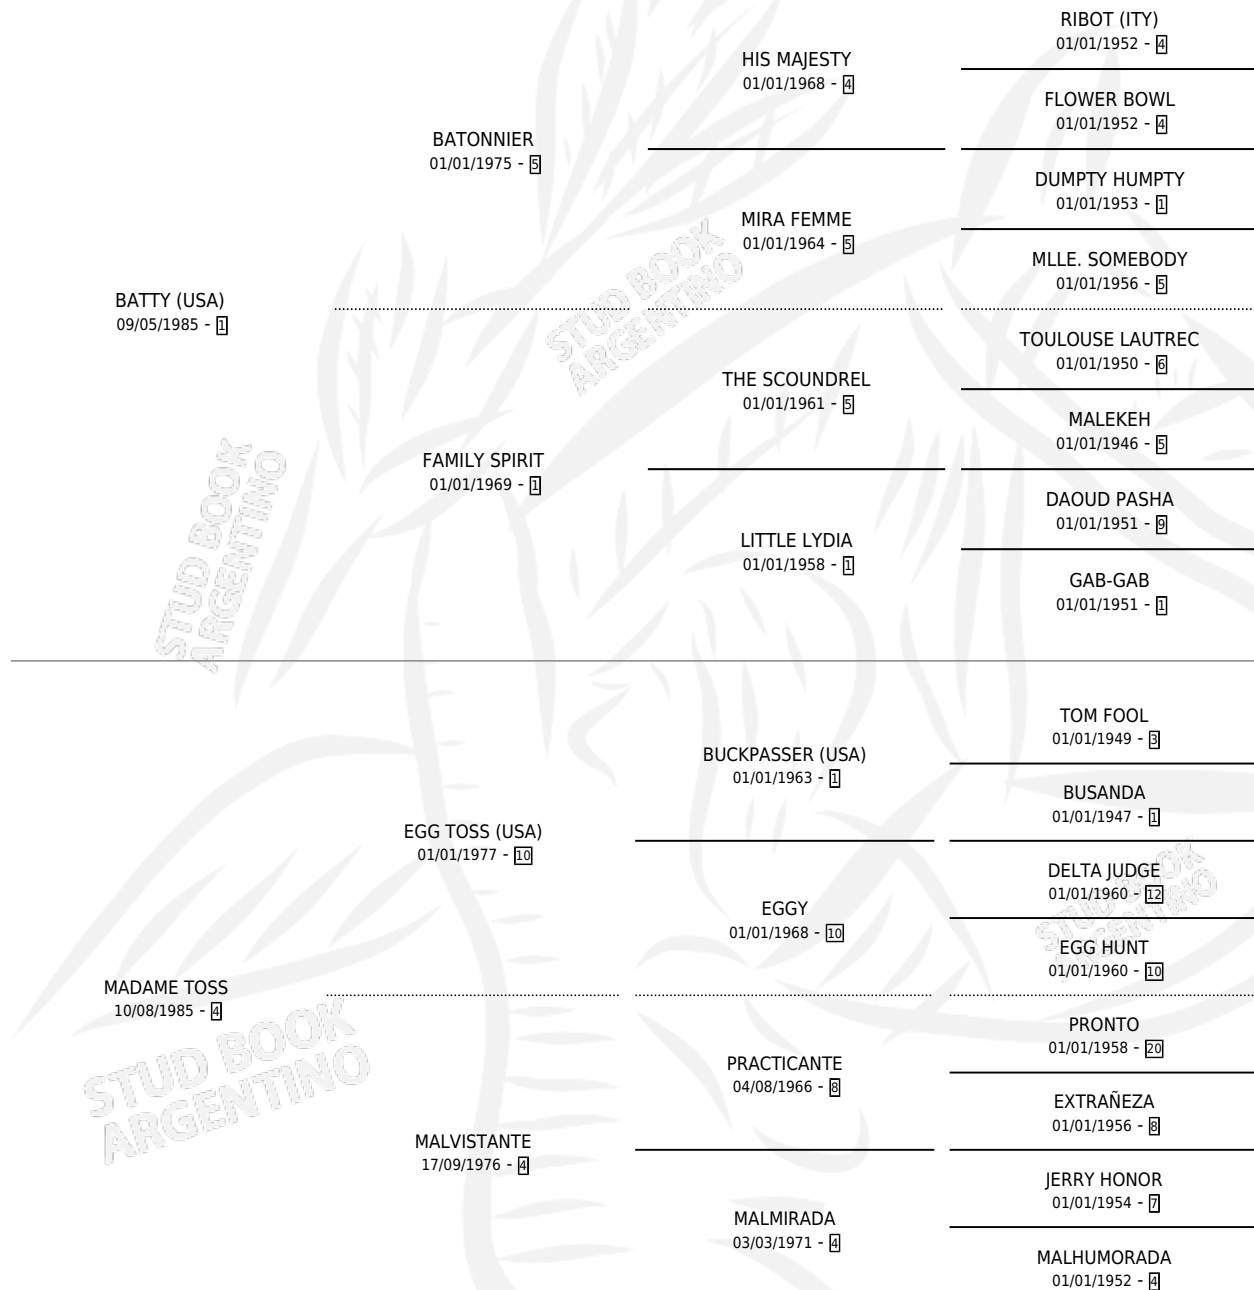 RIBOT (ITY)
01/01/1952 - 4
HIS MAJESTY
01/01/1968 - 4
FLOWER BOWL
01/01/1952 - 4
BATONNIER
01/01/1975 - 5
DUMPTY HUMPTY
01/01/1953 - 1
MIRA FEMME
01/01/1964 - 5
MLLE. SOMEBODY
01/01/1956 - 5
BATTY (USA)
09/05/1985 - 1
TOULOUSE LAUTREC
01/01/1950 - 6
THE SCOUNDREL
01/01/1961 - 5
MALEKEH
01/01/1946 - 5
FAMILY SPIRIT
01/01/1969 - 1
DAOUD PASHA
01/01/1951 - 9
LITTLE LYDIA
01/01/1958 - 1
GAB-GAB
01/01/1951 - 1
TOM FOOL
01/01/1949 - 3
BUCKPASSER (USA)
01/01/1963 - 1
BUSANDA
01/01/1947 - 1
EGG TOSS (USA)
01/01/1977 - 10
DELTA JUDGE
01/01/1960 - 12
EGGY
01/01/1968 - 10
EGG HUNT
01/01/1960 - 10
MADAME TOSS
10/08/1985 - 4
PRONTO
01/01/1958 - 20
PRACTICANTE
04/08/1966 - 8
EXTRAÑEZA
01/01/1956 - 8
MALVISTANTE
17/09/1976 - 4
JERRY HONOR
01/01/1954 - 7
MALMIRADA
03/03/1971 - 4
MALHUMORADA
01/01/1952 - 4
STUD BOOK
ARGENTINO
STUD BOOK
ARGENTINO
STUD BOOK
ARGENTINO
STUD BOOK
ARGENTINO